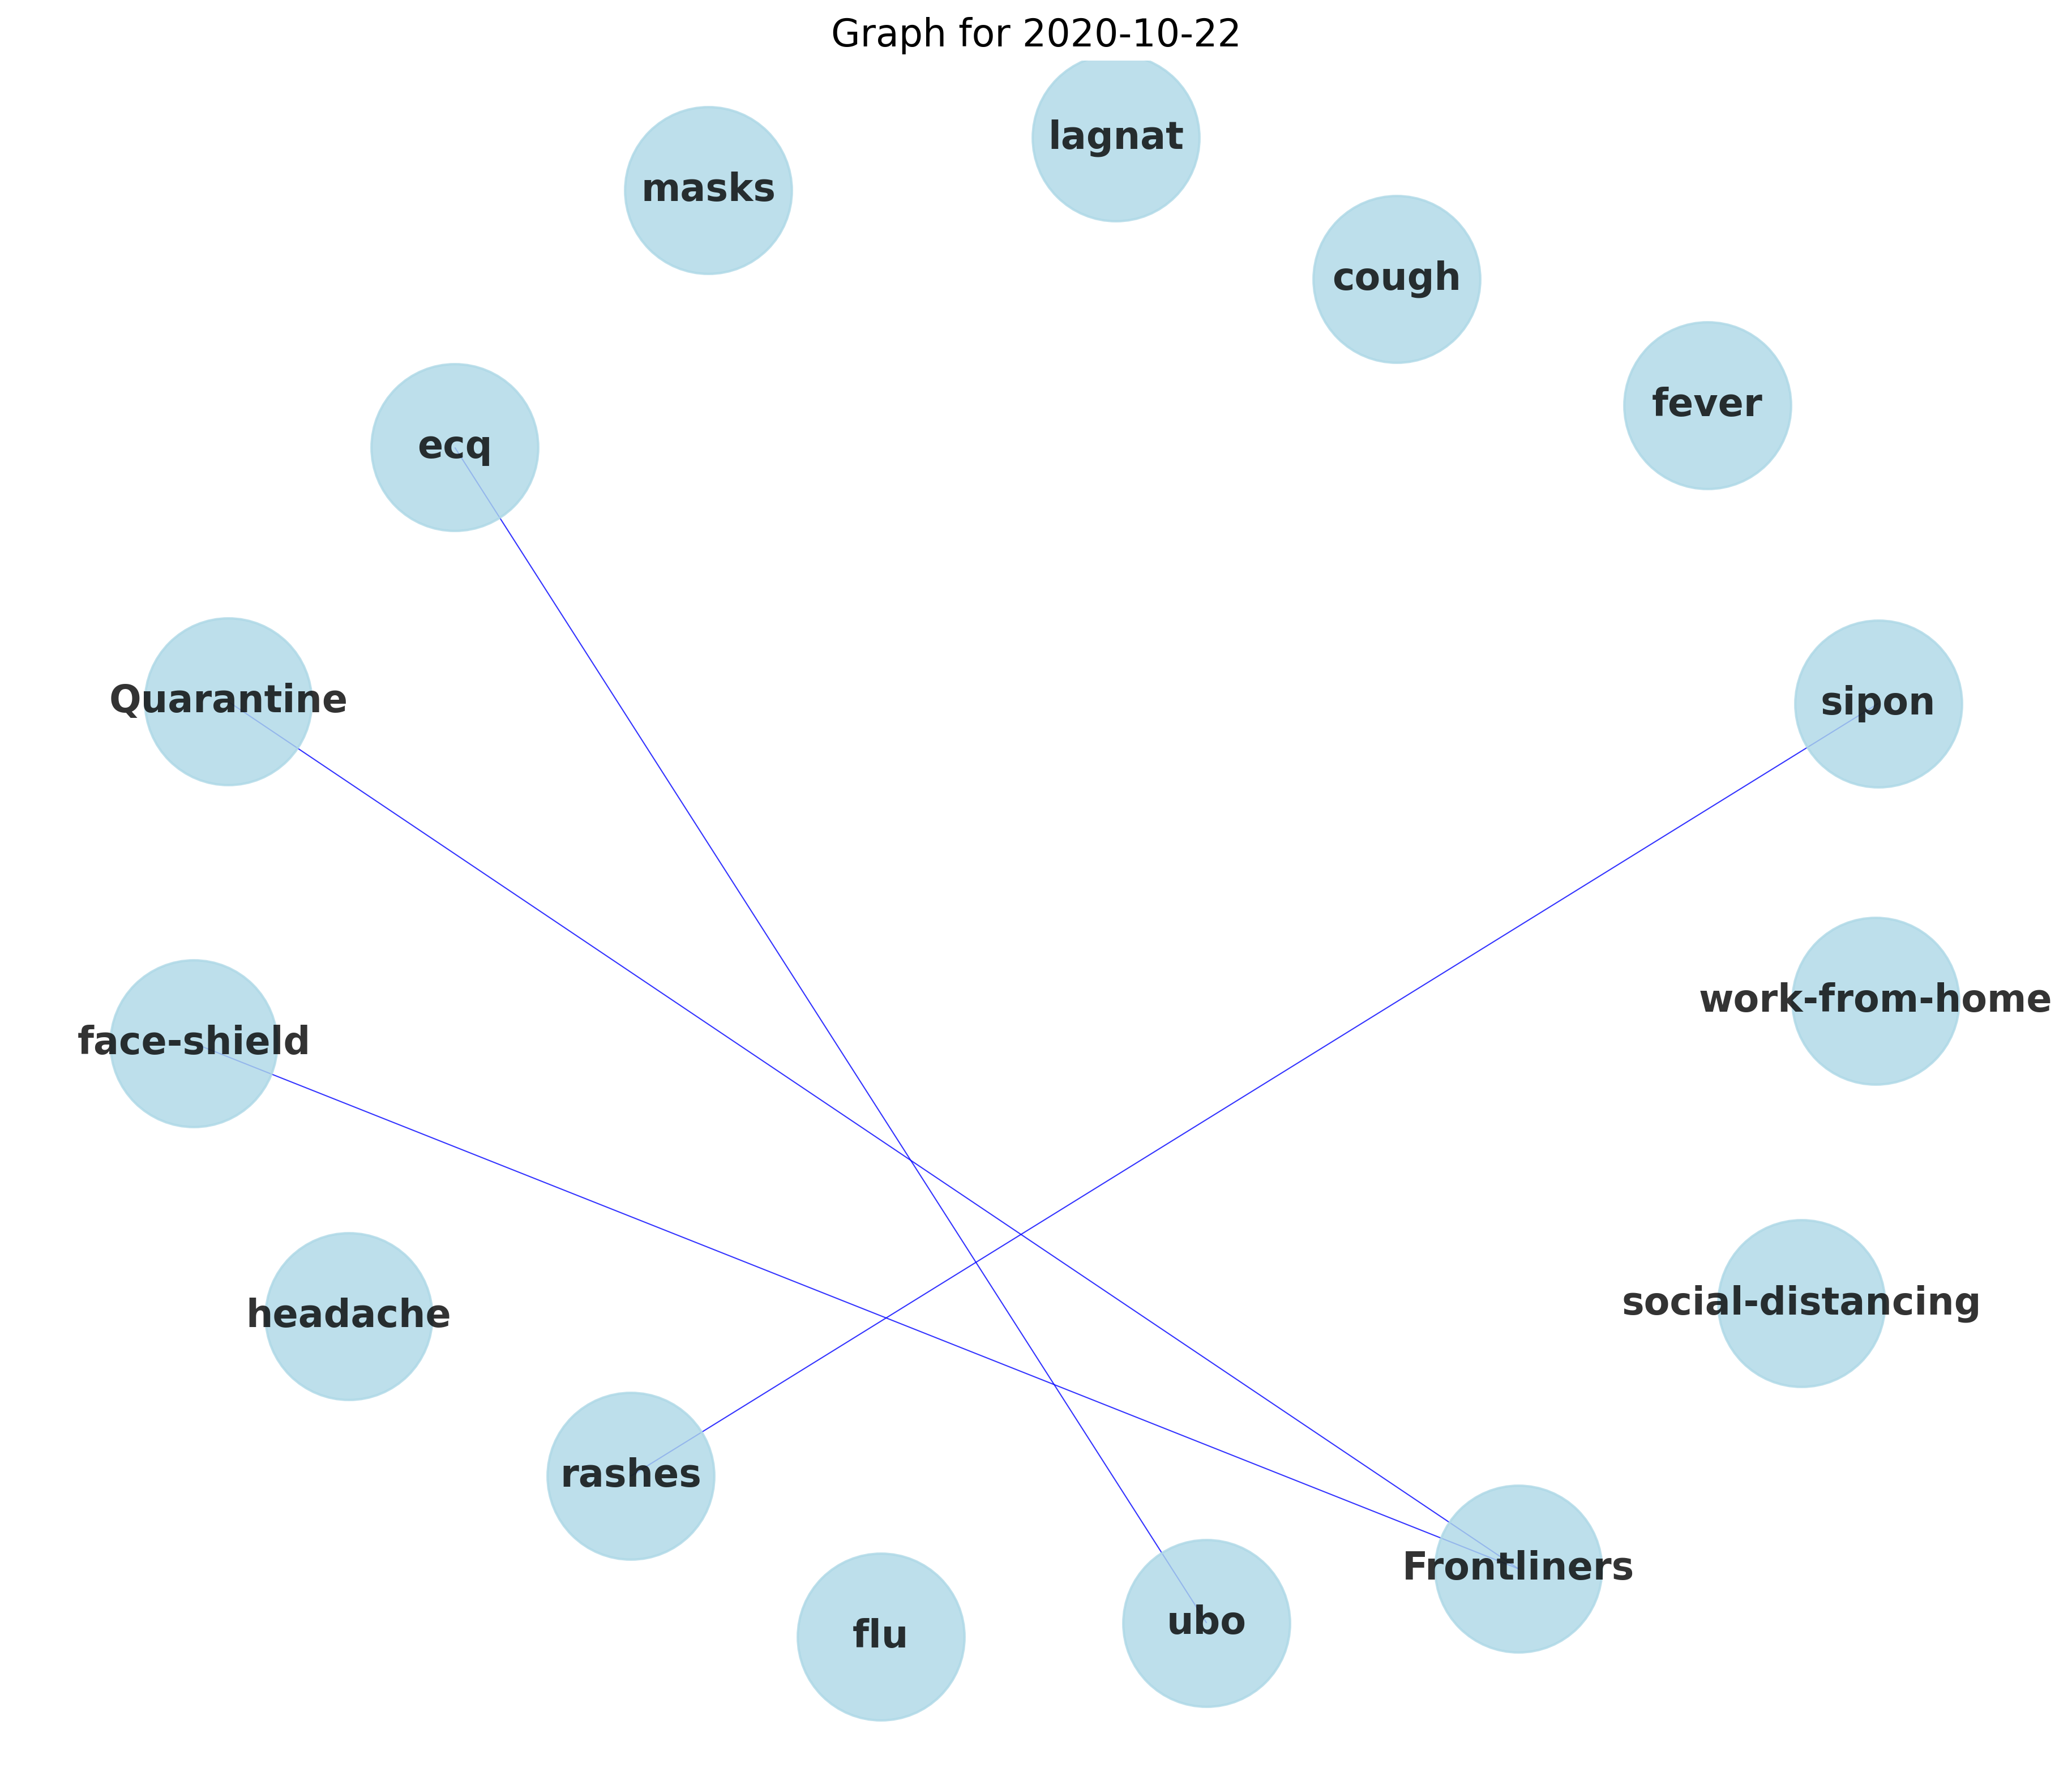 Graph for 2020-10-22
lagnat
masks
cough
fever
ecq
Quarantine
sipon
work-from-home
face-shield
social-distancing
headache
rashes
Frontliners
ubo
flu